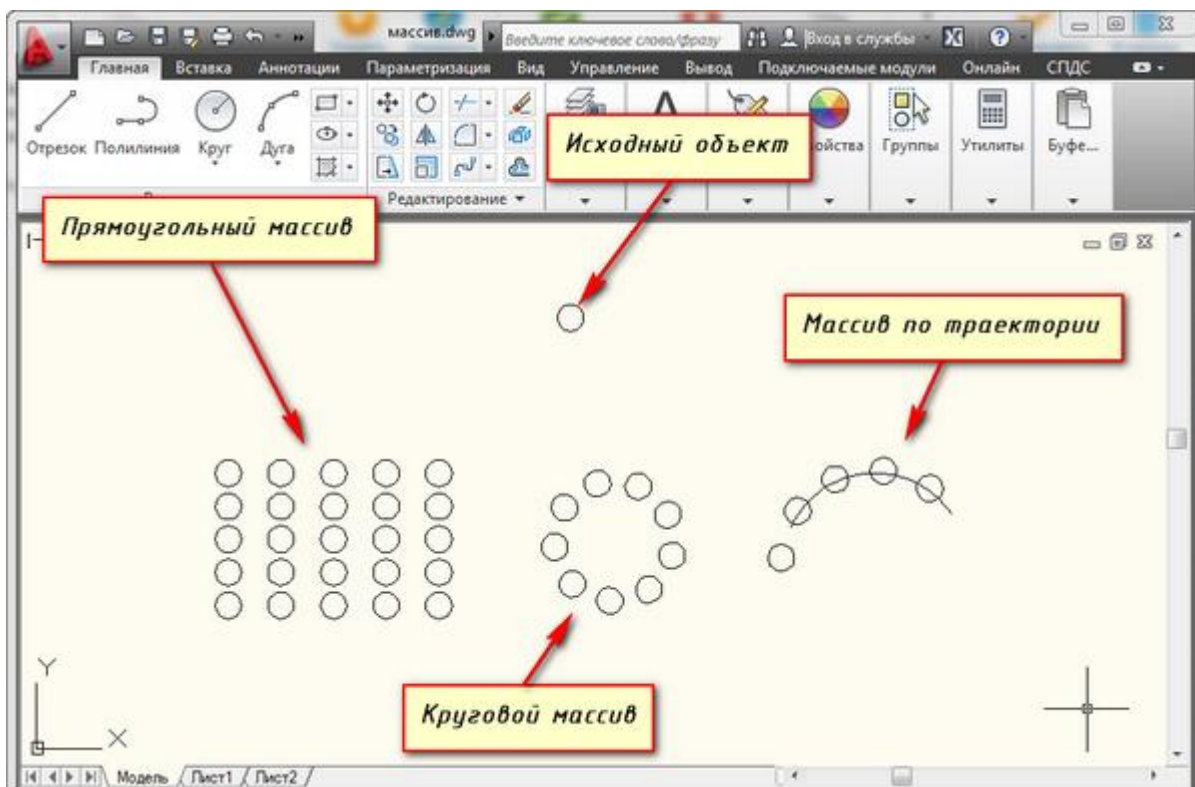 массив.dwg
Введите ключевое слово/фразу
Вход в службы
Главная Вставка Аннотации Параметризация Вид Управление Вывод Подключаемые модули Онлайн СПДС
Отрезок Полилиния Круг Дуга
Группы Утилиты Буфе...
Редактирование
Исходный объект
Прямоугольный массив
Массив по траектории
Круговой массив
Y
X
Модель Лист1 Лист2